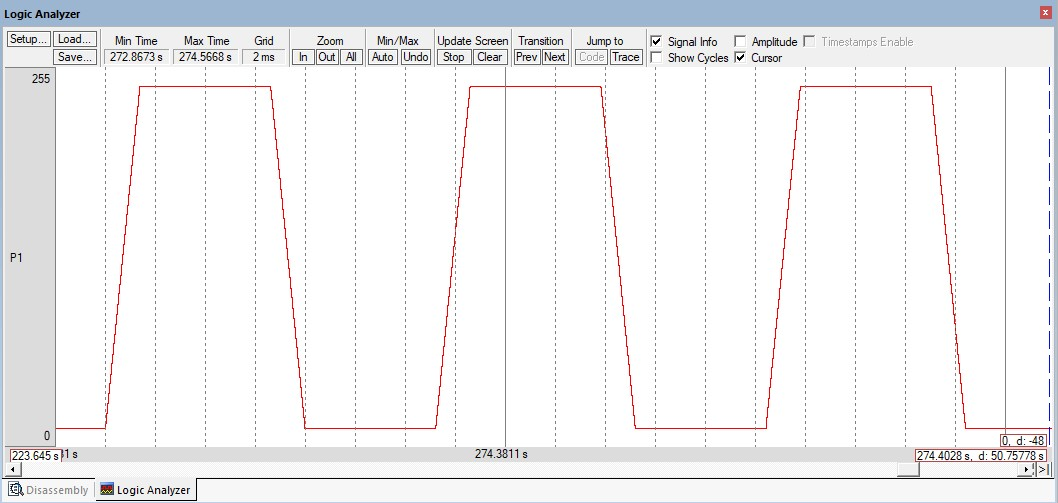 Logic Analyzer
Setup... Load... Min Time Max Time Grid Zoom Min/Max Update Screen Transition Jump to Signal Info Amplitude Timestamps Enable
Save... 272.8673 s 274.5668 s 2 ms In Out All Auto Undo Stop Clear Prev Next Code Trace Show Cycles Cursor
255
P1
0
0, d: -48
223.645 s 31 s 274.3811 s 274.4028 s, d: 50.75778 s
Disassembly Logic Analyzer